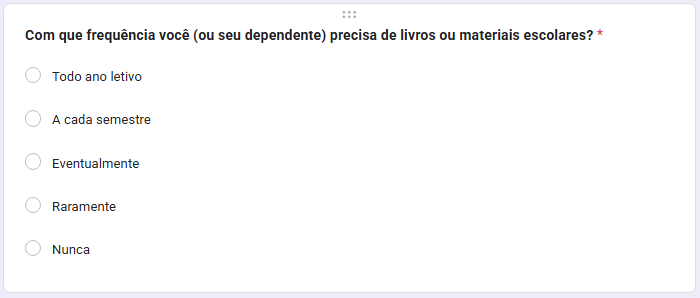 Com que frequência você (ou seu dependente) precisa de livros ou materiais escolares? *
Todo ano letivo
A cada semestre
Eventualmente
Raramente
Nunca